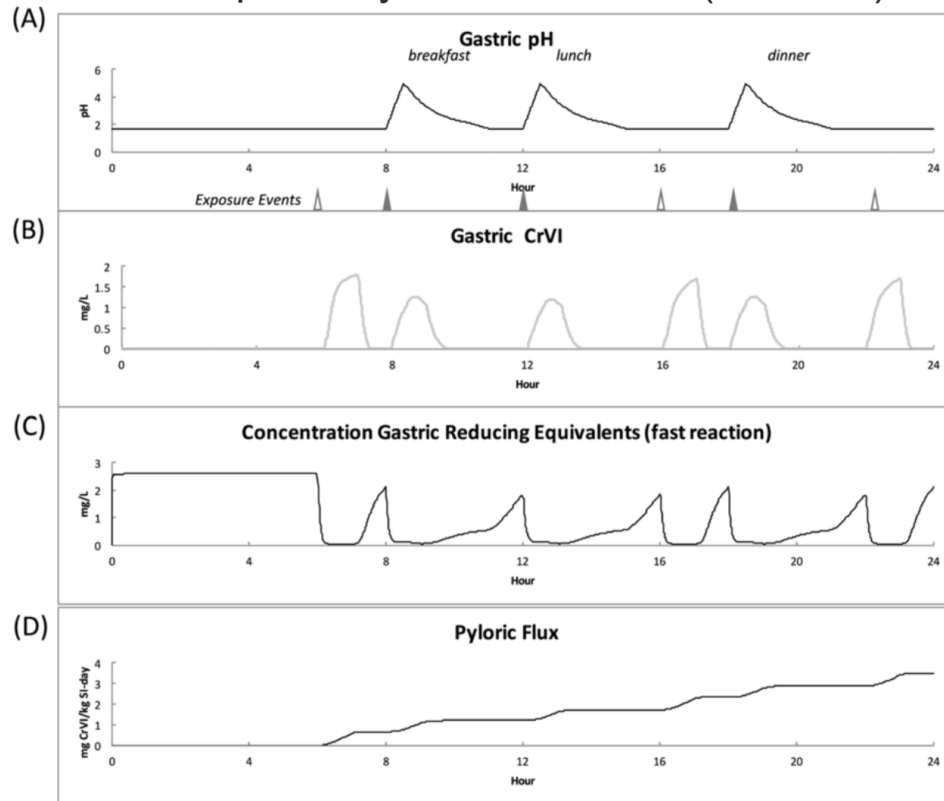 (A)
Gastric pH
breakfast lunch dinner
6
4
2
0
pH
0 4 8 12 16 20 24
Hour
Exposure Events
(B)
Gastric CrVI
2
1.5
1
0.5
0
mg/L
0 4 8 12 16 20 24
Hour
(C)
Concentration Gastric Reducing Equivalents (fast reaction)
3
2
1
0
mg/L
0 4 8 12 16 20 24
Hour
(D)
Pyloric Flux
4
3
2
1
0
mg CrVI/kg SI-day
0 4 8 12 16 20 24
Hour